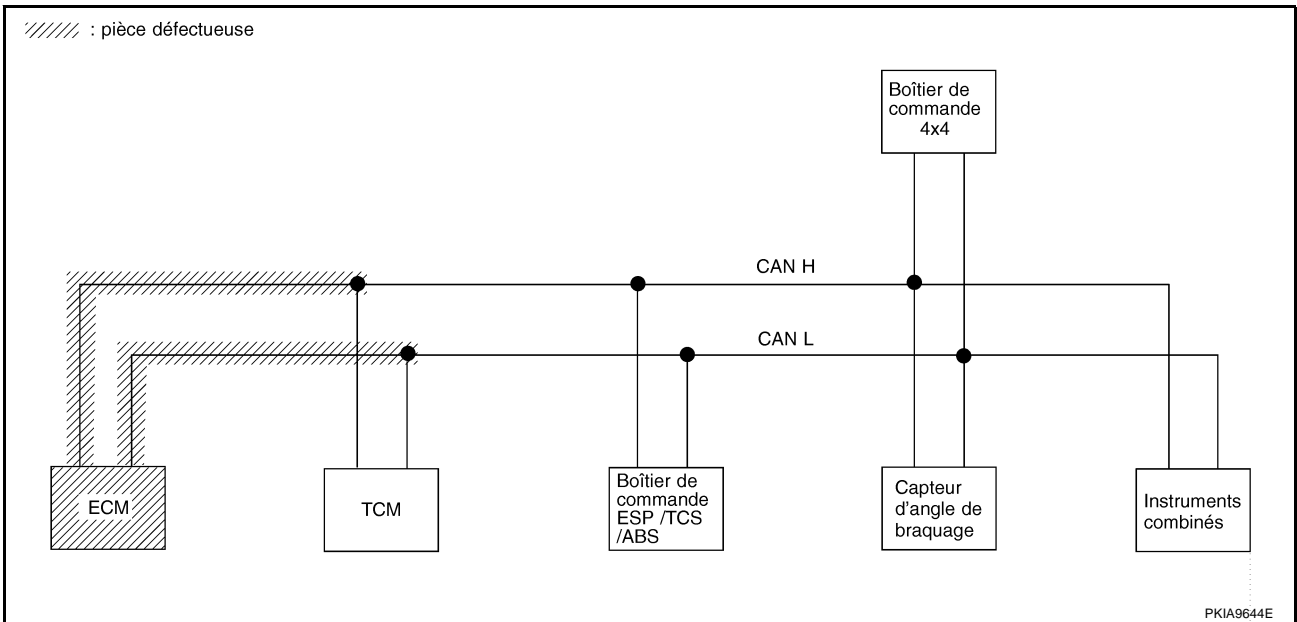 : pièce défectueuse
Boîtier de
commande
4x4
CAN H
CAN L
ECM
TCM
Boîtier de
commande
ESP /TCS
/ABS
Capteur
d'angle de
braquage
Instruments
combinés
PKIA9644E